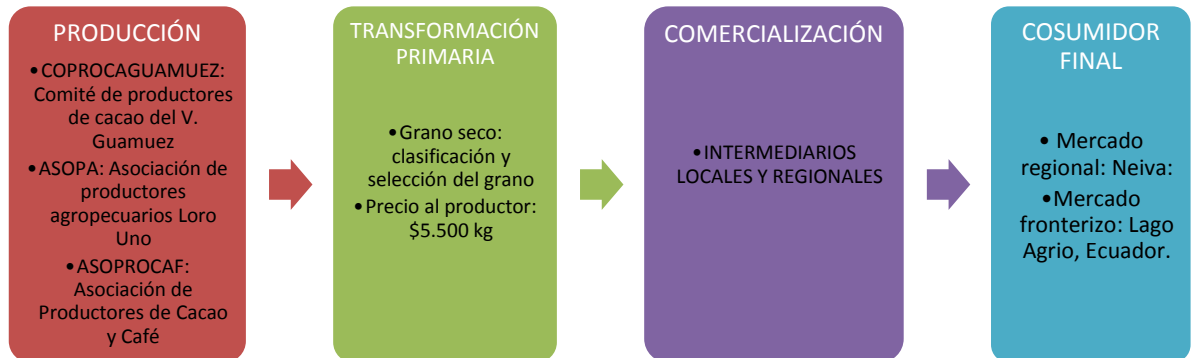 PRODUCCIÓN
•COPROCAGUAMUEZ:
Comité de productores
de cacao del V.
Guamuez
•ASOPA: Asociación de
productores
agropecuarios Loro
Uno
•ASOPROCAF:
Asociación de
Productores de Cacao
y Café
TRANSFORMACIÓN
PRIMARIA
•Grano seco:
clasificación y
selección del grano
•Precio al productor:
$5.500 kg
COMERCIALIZACIÓN
•INTERMEDIARIOS
LOCALES Y REGIONALES
COSUMIDOR
FINAL
• Mercado
regional: Neiva:
•Mercado
fronterizo: Lago
Agrio, Ecuador.